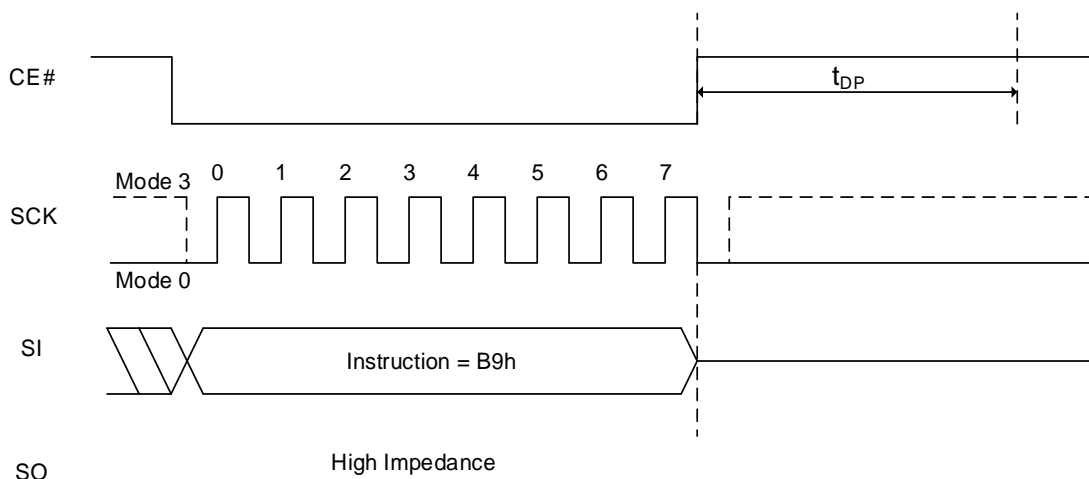 CE#
tDP
Mode 3
0 1 2 3 4 5 6 7
SCK
Mode 0
SI
Instruction = B9h
High Impedance
SO